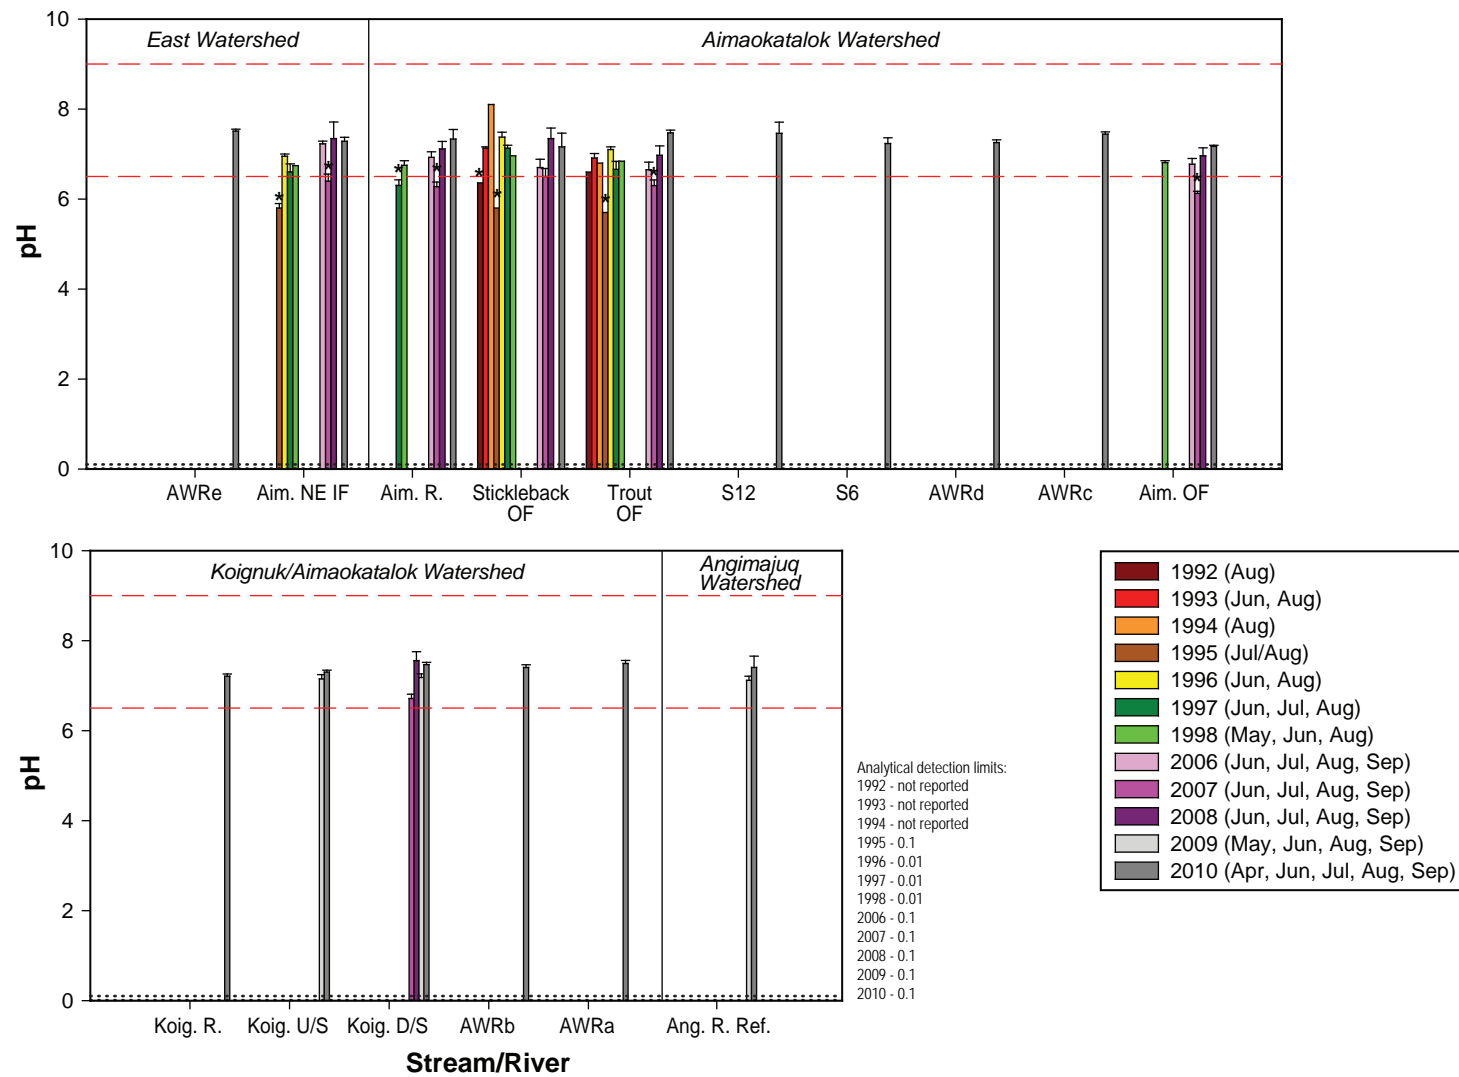 10
8
6
4
2
0
pH
East Watershed
Aimaokatalok Watershed
*
*
*
*
*
*
*
*
*
AWRe
Aim. NE IF
Aim. R.
Stickleback
OF
Trout
OF
S12
S6
AWRd
AWRc
Aim. OF
10
8
6
4
2
0
pH
Koignuk/Aimaokatalok Watershed
Angimajuq
Watershed
Koig. R.
Koig. U/S
Koig. D/S
AWRb
AWRa
Ang. R. Ref.
Stream/River
Analytical detection limits:
1992 - not reported
1993 - not reported
1994 - not reported
1995 - 0.1
1996 - 0.01
1997 - 0.01
1998 - 0.01
2006 - 0.1
2007 - 0.1
2008 - 0.1
2009 - 0.1
2010 - 0.1
1992 (Aug)
1993 (Jun, Aug)
1994 (Aug)
1995 (Jul/Aug)
1996 (Jun, Aug)
1997 (Jun, Jul, Aug)
1998 (May, Jun, Aug)
2006 (Jun, Jul, Aug, Sep)
2007 (Jun, Jul, Aug, Sep)
2008 (Jun, Jul, Aug, Sep)
2009 (May, Jun, Aug, Sep)
2010 (Apr, Jun, Jul, Aug, Sep)